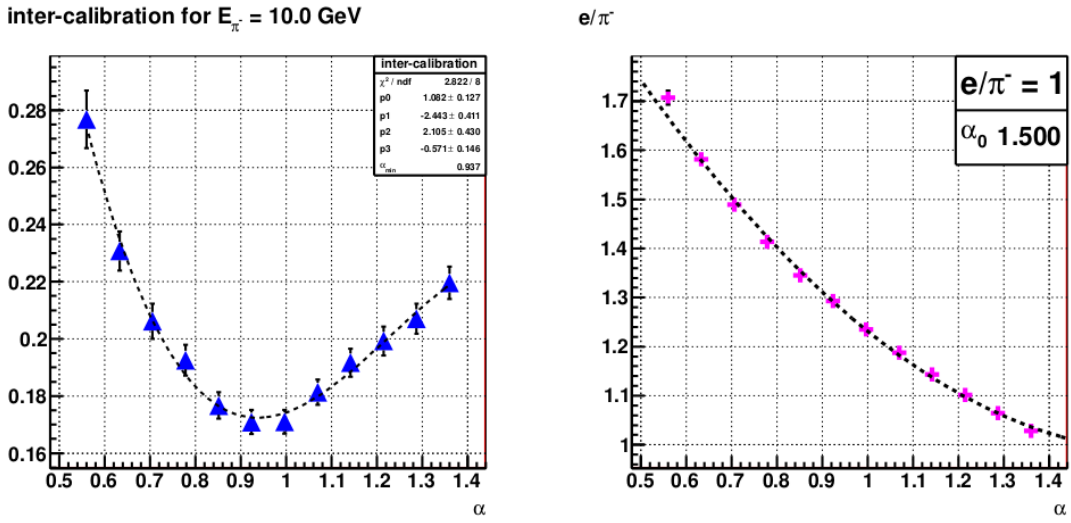 inter-calibration for E_π⁻ = 10.0 GeV
inter-calibration
χ² / ndf 2.822 / 8
p0 1.082 ± 0.127
p1 -2.443 ± 0.411
p2 2.105 ± 0.430
p3 -0.571 ± 0.146
α_min 0.937
0.28
0.26
0.24
0.22
0.2
0.18
0.16
0.5 0.6 0.7 0.8 0.9 1 1.1 1.2 1.3 1.4
α
e/π⁻
e/π⁻ = 1
α₀ 1.500
1.7
1.6
1.5
1.4
1.3
1.2
1.1
1
0.5 0.6 0.7 0.8 0.9 1 1.1 1.2 1.3 1.4
α